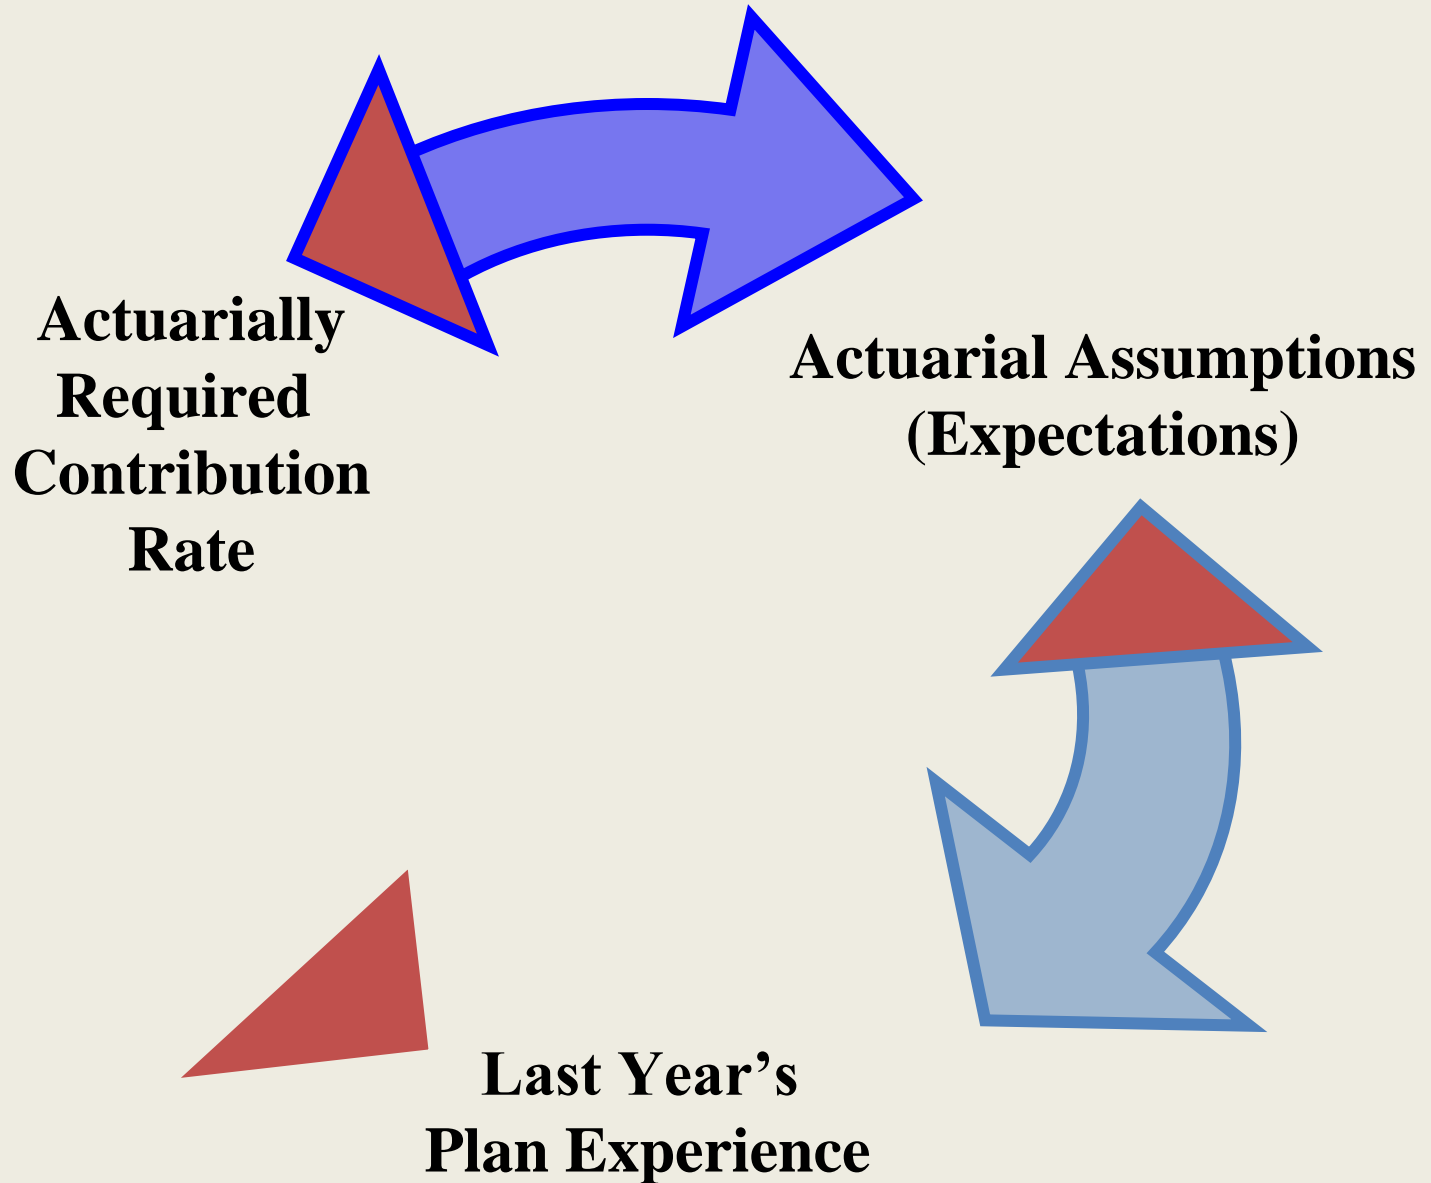 Actuarially
Required
Contribution
Rate
Actuarial Assumptions
(Expectations)
Last Year’s
Plan Experience